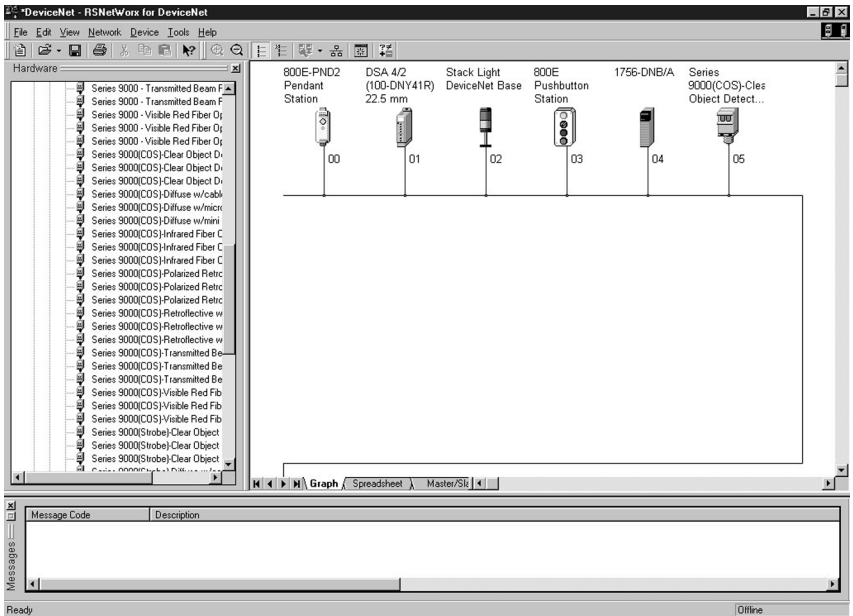 *DeviceNet - RSNetWorx for DeviceNet
File Edit View Network Device Tools Help
Hardware
Series 9000 - Transmitted Beam F
Series 9000 - Transmitted Beam F
Series 9000 - Visible Red Fiber Op
Series 9000 - Visible Red Fiber Op
Series 9000 - Visible Red Fiber Op
Series 9000(COS)-Clear Object De
Series 9000(COS)-Clear Object De
Series 9000(COS)-Clear Object De
Series 9000(COS)-Diffuse w/cable
Series 9000(COS)-Diffuse w/micro
Series 9000(COS)-Diffuse w/mini
Series 9000(COS)-Infrared Fiber O
Series 9000(COS)-Infrared Fiber O
Series 9000(COS)-Infrared Fiber O
Series 9000(COS)-Polarized Retro
Series 9000(COS)-Polarized Retro
Series 9000(COS)-Polarized Retro
Series 9000(COS)-Retroflective w
Series 9000(COS)-Retroflective w
Series 9000(COS)-Retroflective w
Series 9000(COS)-Transmitted Be
Series 9000(COS)-Transmitted Be
Series 9000(COS)-Transmitted Be
Series 9000(COS)-Visible Red Fib
Series 9000(COS)-Visible Red Fib
Series 9000(COS)-Visible Red Fib
Series 9000(Strobe)-Clear Object
Series 9000(Strobe)-Clear Object
Series 9000(Strobe)-Clear Object
800E-PND2
Pendant
Station
00
DSA 4/2
(100-DNY41R)
22.5 mm
01
Stack Light
DeviceNet Base
02
800E
Pushbutton
Station
03
1756-DNB/A
04
Series
9000(COS)-Clea
Object Detect...
05
Graph Spreadsheet Master/Sla
Messages
Message Code Description
Ready Offline